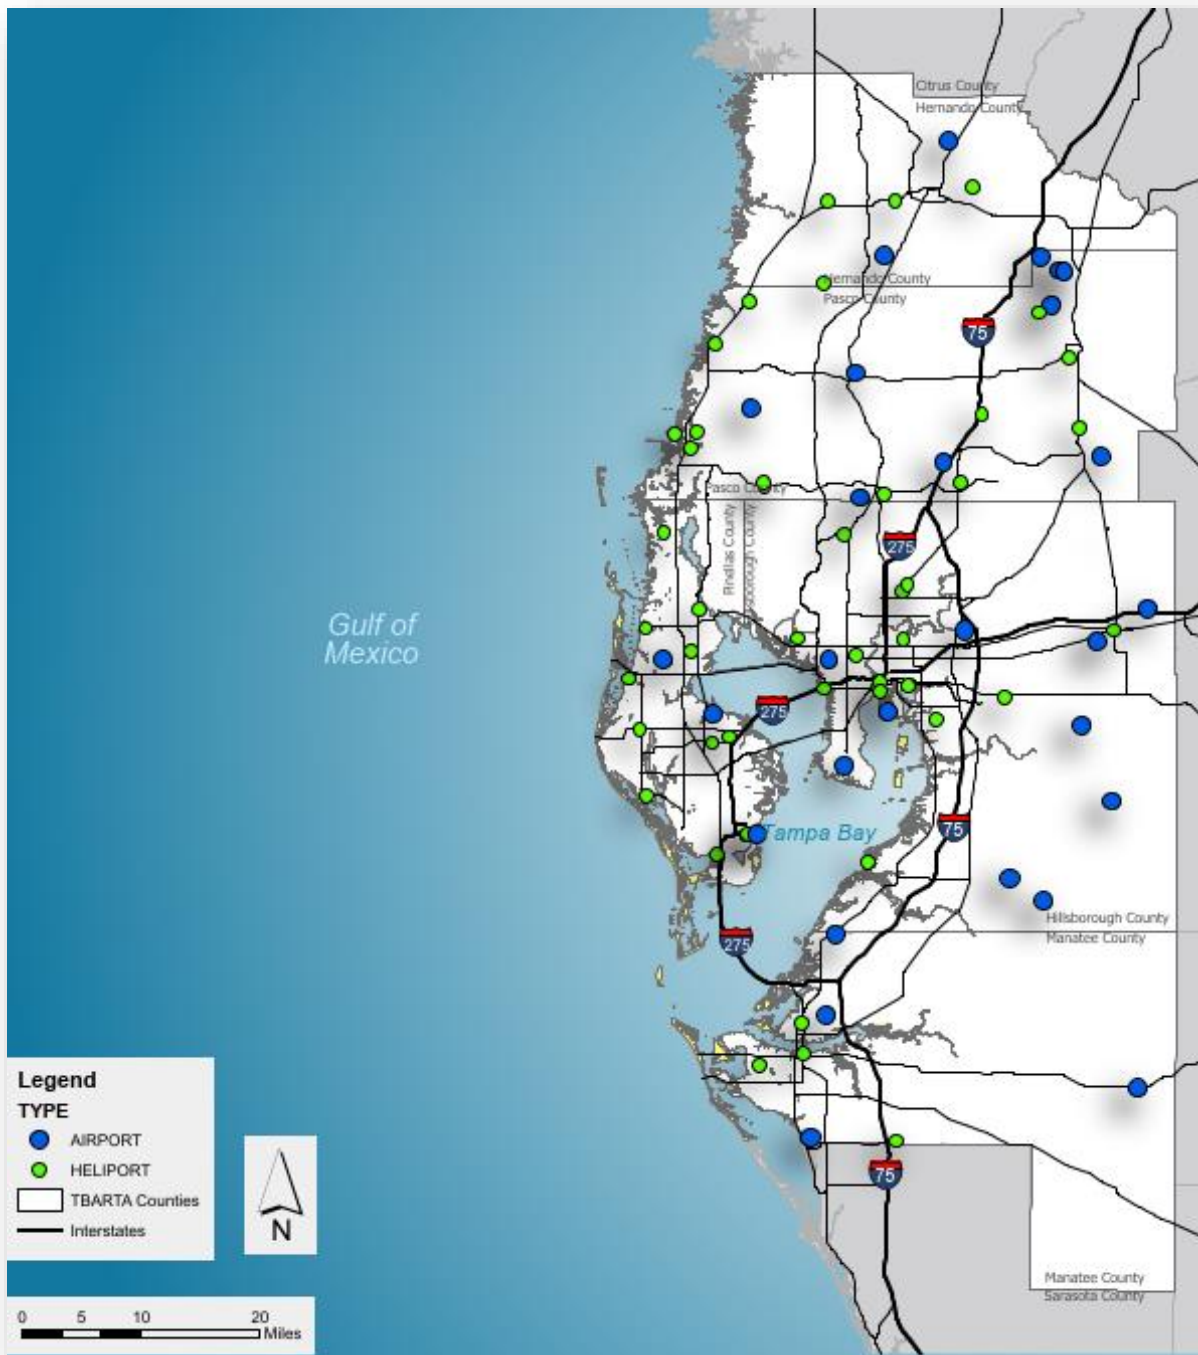 Citrus County
Hernando County
Hernando County
Pasco County
75
Pasco County
Pinellas County
Hillsborough County
275
Gulf of
Mexico
275
Tampa Bay
75
Hillsborough County
Manatee County
275
75
Manatee County
Sarasota County
Legend
TYPE
AIRPORT
HELIPORT
TBARTA Counties
Interstates
N
0 5 10 20
Miles